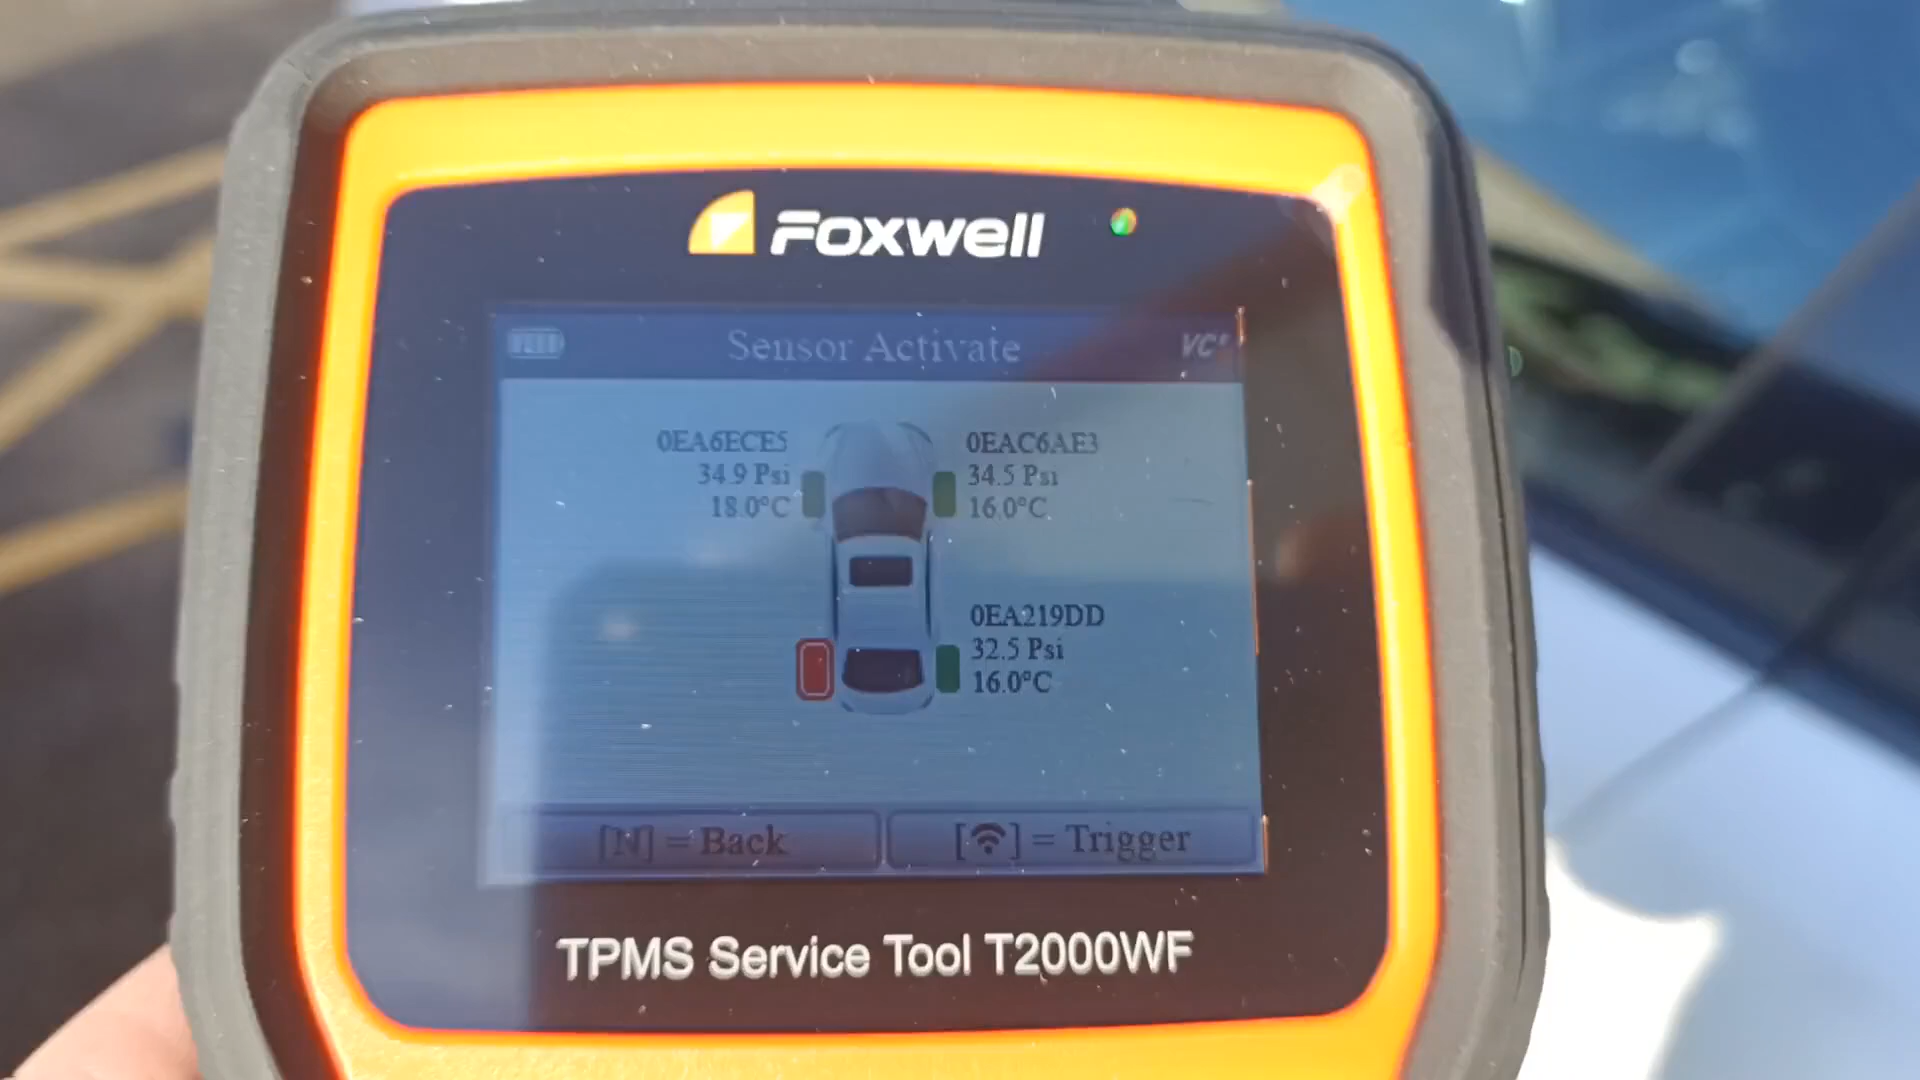 Foxwell
Sensor Activate
0EA6ECE5
34.9 Psi
18.0°C
0EAC6AE3
34.5 Psi
16.0°C
0EA219DD
32.5 Psi
16.0°C
[N] = Back
[ ] = Trigger
TPMS Service Tool T2000WF